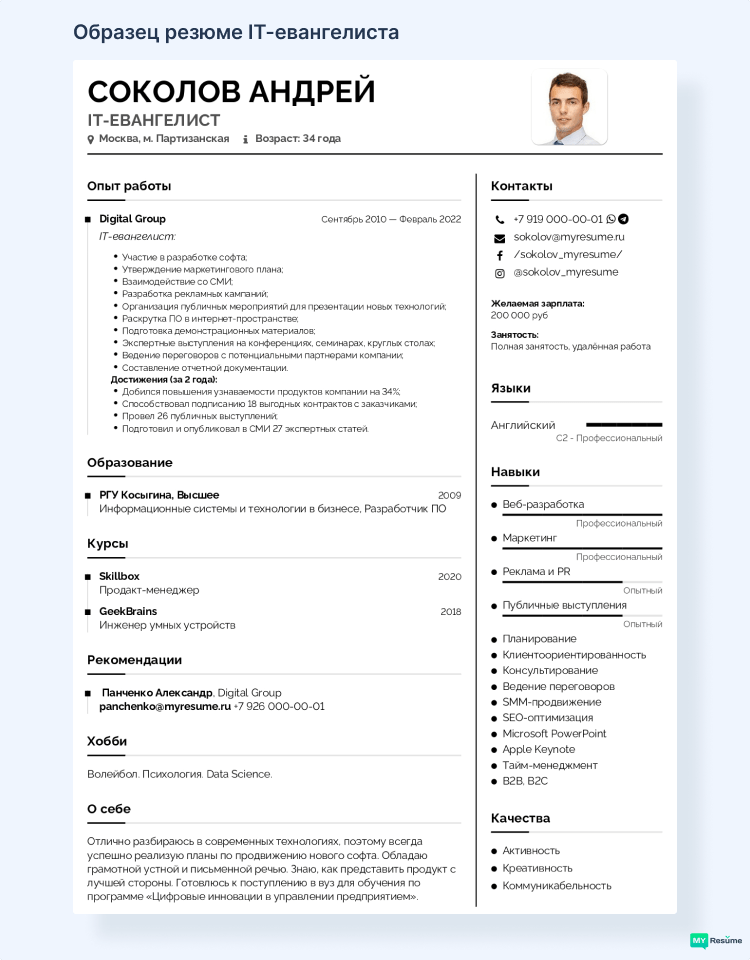 Образец резюме IT-евангелиста
СОКОЛОВ АНДРЕЙ
IT-ЕВАНГЕЛИСТ
Москва, м. Партизанская Возраст: 34 года
Опыт работы
Digital Group Сентябрь 2010 — Февраль 2022
IT-евангелист:
Участие в разработке софта;
Утверждение маркетингового плана;
Взаимодействие со СМИ;
Разработка рекламных кампаний;
Организация публичных мероприятий для презентации новых технологий;
Раскрутка ПО в интернет-пространстве;
Подготовка демонстрационных материалов;
Экспертные выступления на конференциях, семинарах, круглых столах;
Ведение переговоров с потенциальными партнерами компании;
Составление отчетной документации.
Достижения (за 2 года):
Добился повышения узнаваемости продуктов компании на 34%;
Способствовал подписанию 18 выгодных контрактов с заказчиками;
Провел 26 публичных выступлений;
Подготовил и опубликовал в СМИ 27 экспертных статей.
Образование
РГУ Косыгина, Высшее 2009
Информационные системы и технологии в бизнесе, Разработчик ПО
Курсы
Skillbox 2020
Продакт-менеджер
GeekBrains 2018
Инженер умных устройств
Рекомендации
Панченко Александр, Digital Group
panchenko@myresume.ru +7 926 000-00-01
Хобби
Волейбол. Психология. Data Science.
О себе
Отлично разбираюсь в современных технологиях, поэтому всегда
успешно реализую планы по продвижению нового софта. Обладаю
грамотной устной и письменной речью. Знаю, как представить продукт с
лучшей стороны. Готовлюсь к поступлению в вуз для обучения по
программе «Цифровые инновации в управлении предприятием».
Контакты
+7 919 000-00-01
sokolov@myresume.ru
/sokolov_myresume/
@sokolov_myresume
Желаемая зарплата:
200 000 руб
Занятость:
Полная занятость, удалённая работа
Языки
Английский
C2 - Профессиональный
Навыки
Веб-разработка
Профессиональный
Маркетинг
Профессиональный
Реклама и PR
Опытный
Публичные выступления
Опытный
Планирование
Клиентоориентированность
Консультирование
Ведение переговоров
SMM-продвижение
SEO-оптимизация
Microsoft PowerPoint
Apple Keynote
Тайм-менеджмент
B2B, B2C
Качества
Активность
Креативность
Коммуникабельность
MY Resume